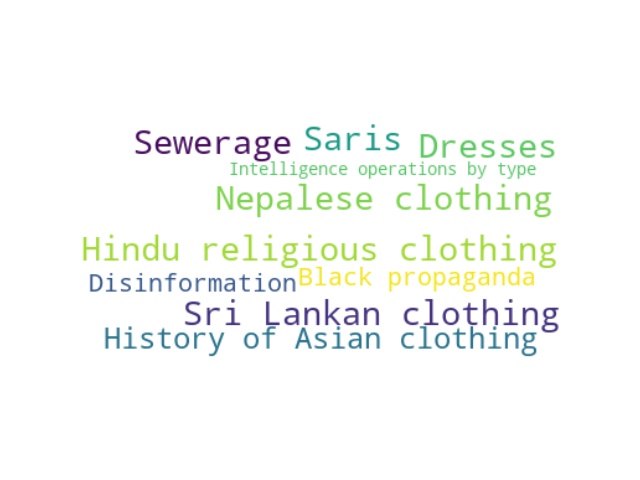 Sewerage Saris Dresses
Intelligence operations by type
Nepalese clothing
Hindu religious clothing
Disinformation Black propaganda
Sri Lankan clothing
History of Asian clothing